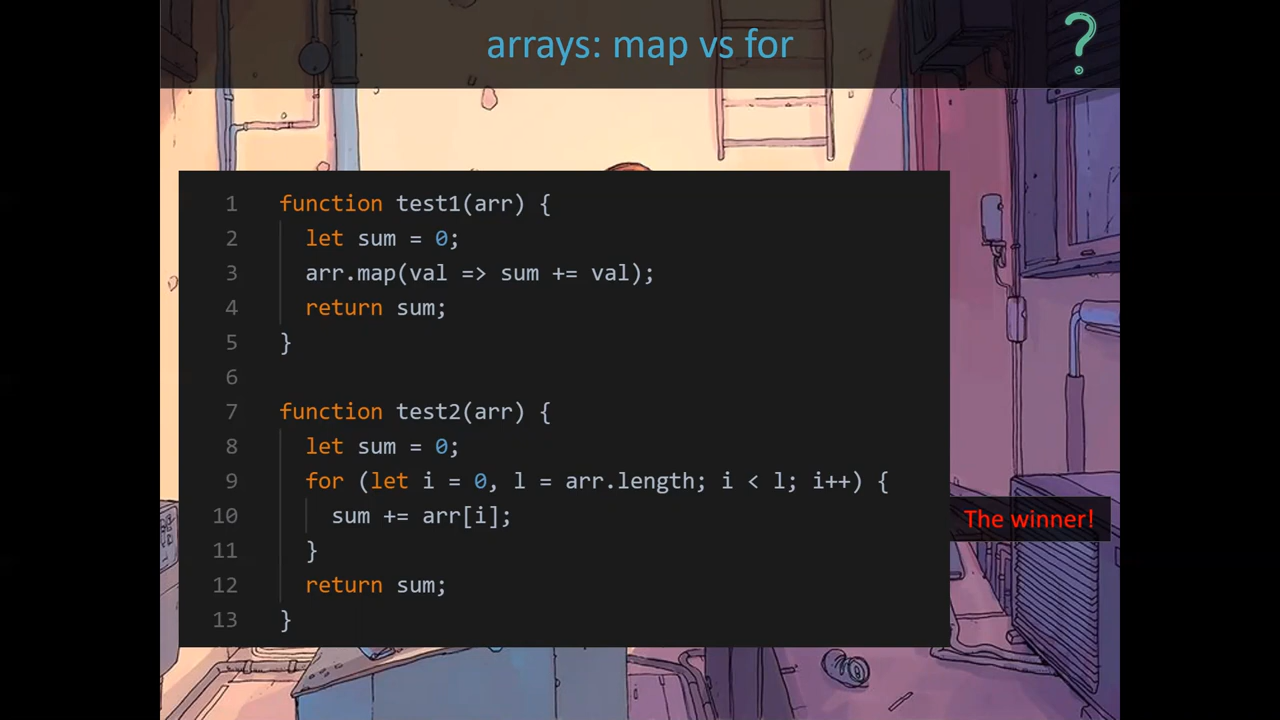 arrays: map vs for
?
1 function test1(arr) {
2 let sum = 0;
3 arr.map(val => sum += val);
4 return sum;
5 }
6
7 function test2(arr) {
8 let sum = 0;
9 for (let i = 0, l = arr.length; i < l; i++) {
10 sum += arr[i];
11 }
12 return sum;
13 }
The winner!